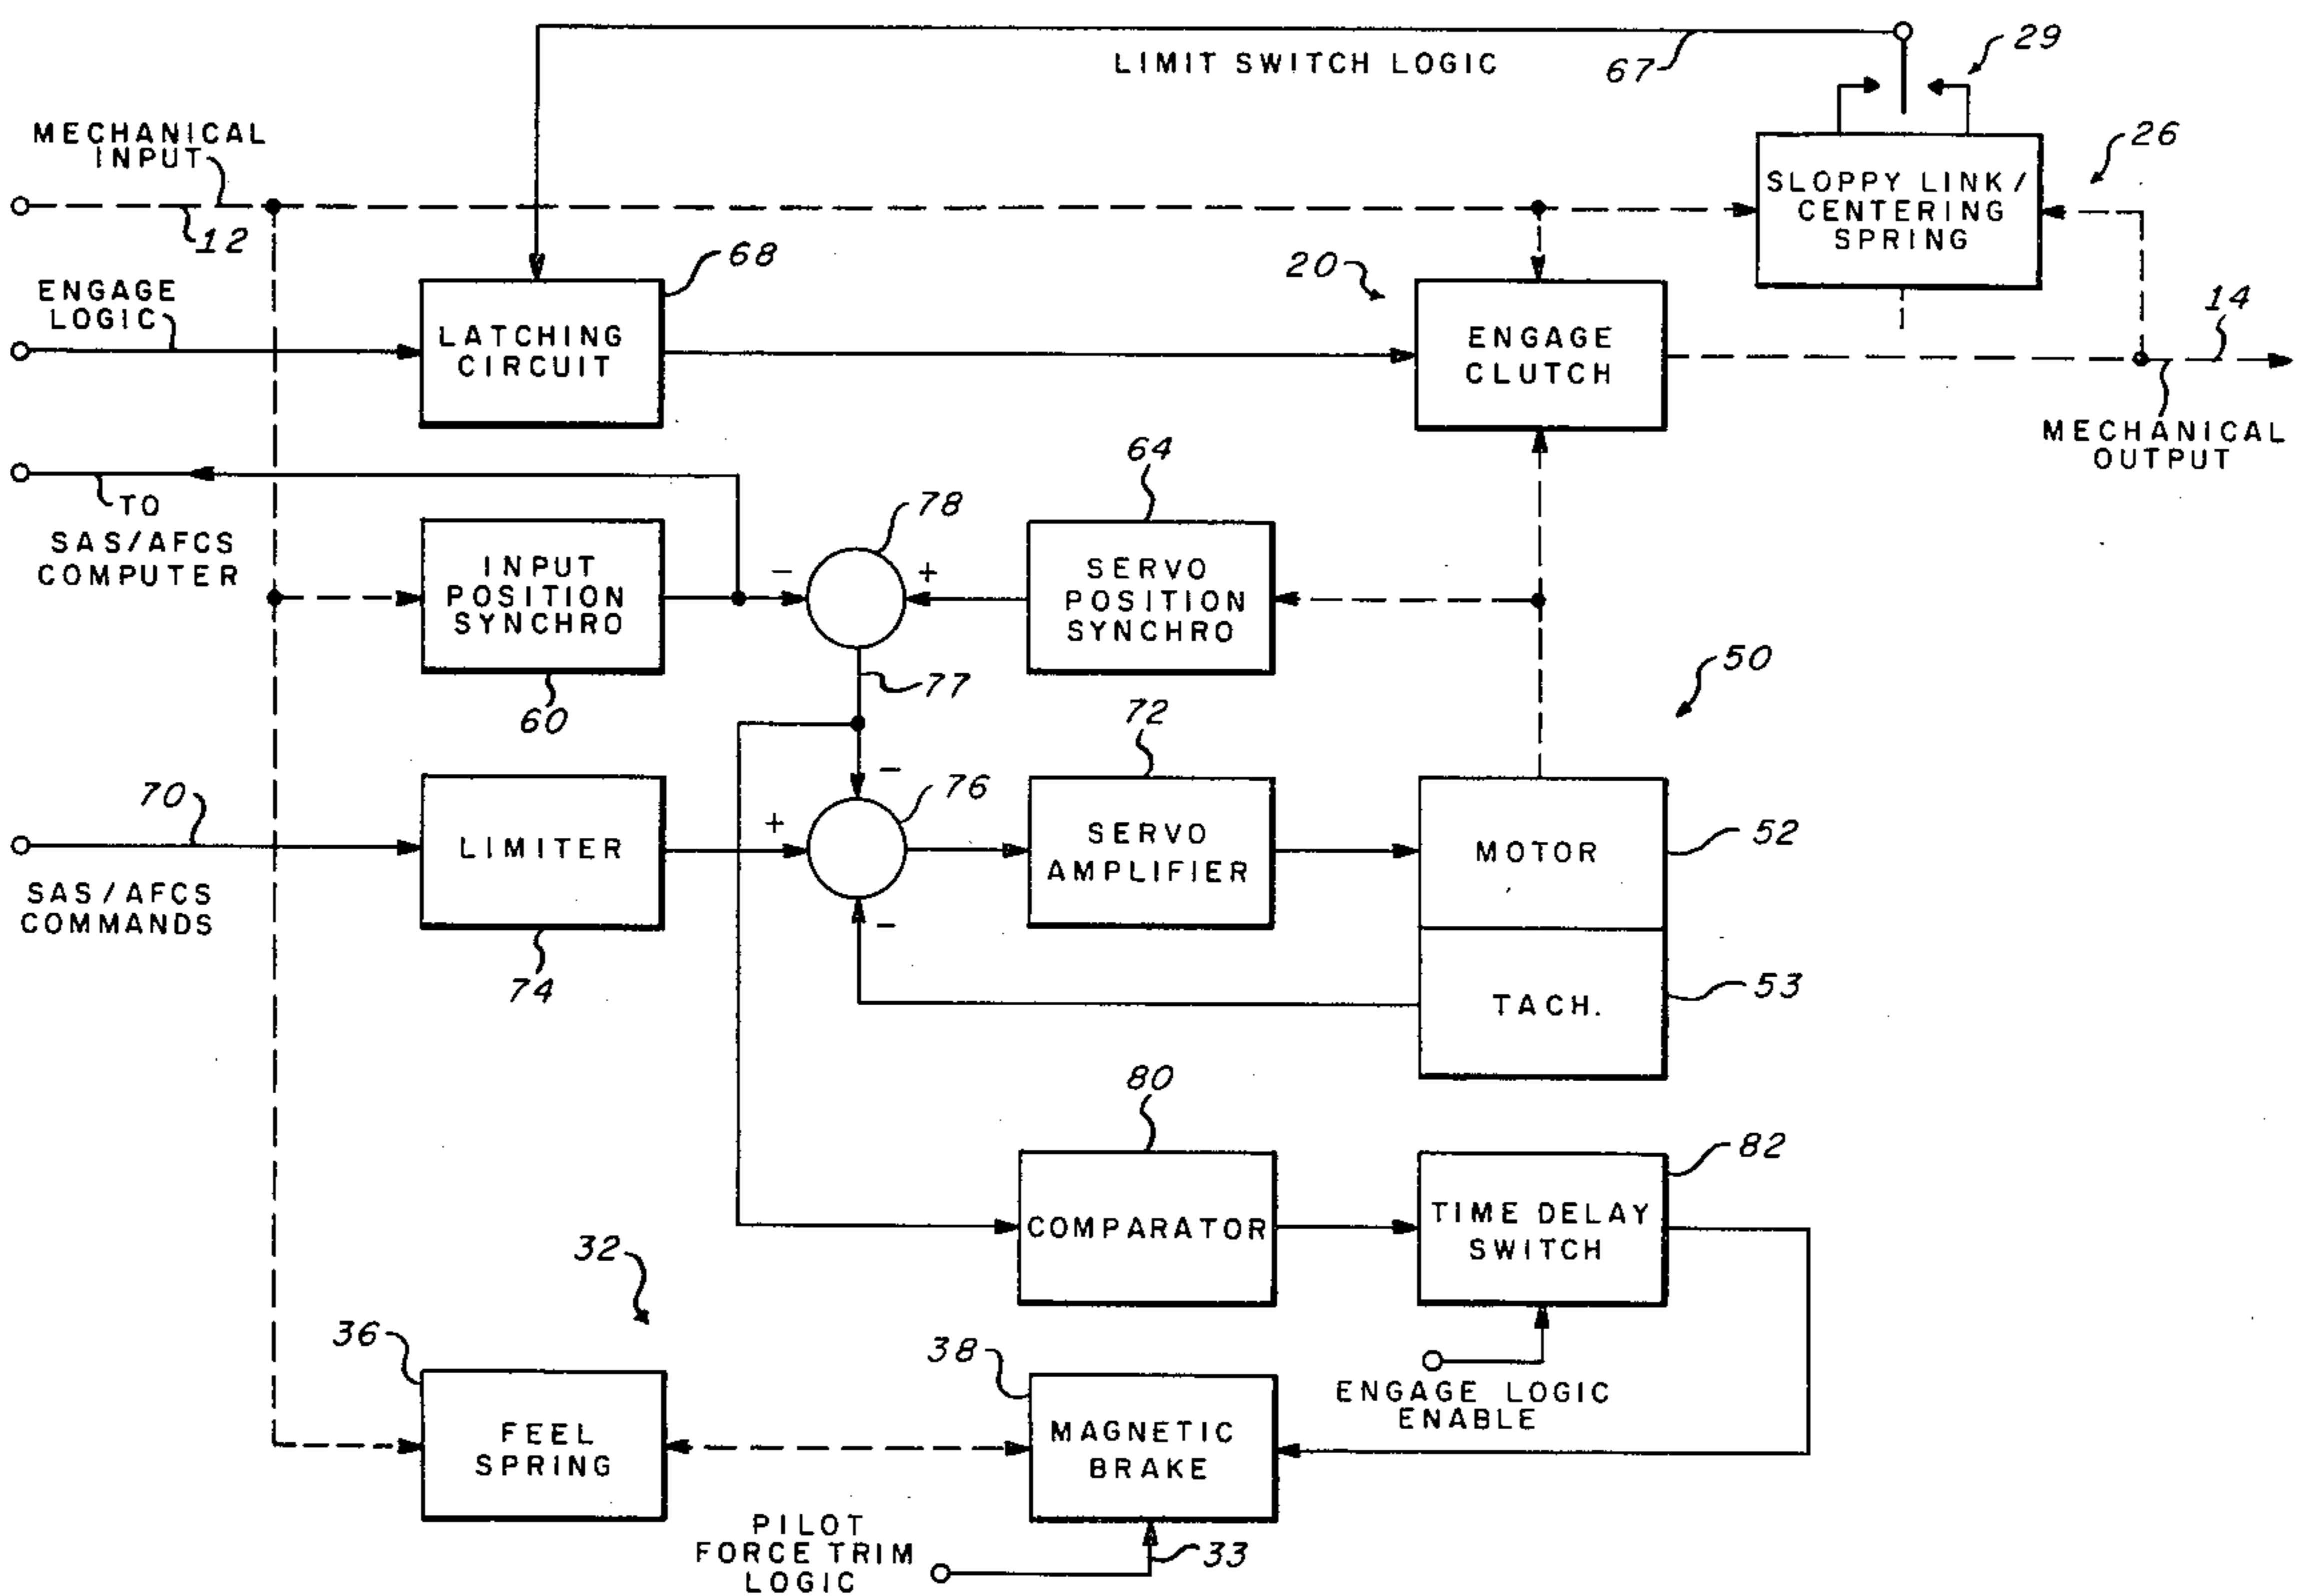 LIMIT SWITCH LOGIC
67
29
MECHANICAL
INPUT
12
26
SLOPPY LINK/
CENTERING
SPRING
ENGAGE
LOGIC
68
LATCHING
CIRCUIT
20
ENGAGE
CLUTCH
14
MECHANICAL
OUTPUT
TO
SAS/AFCS
COMPUTER
INPUT
POSITION
SYNCHRO
60
-
78
+
64
SERVO
POSITION
SYNCHRO
77
50
70
SAS/AFCS
COMMANDS
LIMITER
74
+
-
76
-
72
SERVO
AMPLIFIER
MOTOR
52
TACH.
53
80
COMPARATOR
82
TIME DELAY
SWITCH
ENGAGE LOGIC
ENABLE
32
36
FEEL
SPRING
38
MAGNETIC
BRAKE
PILOT
FORCE TRIM
LOGIC
33